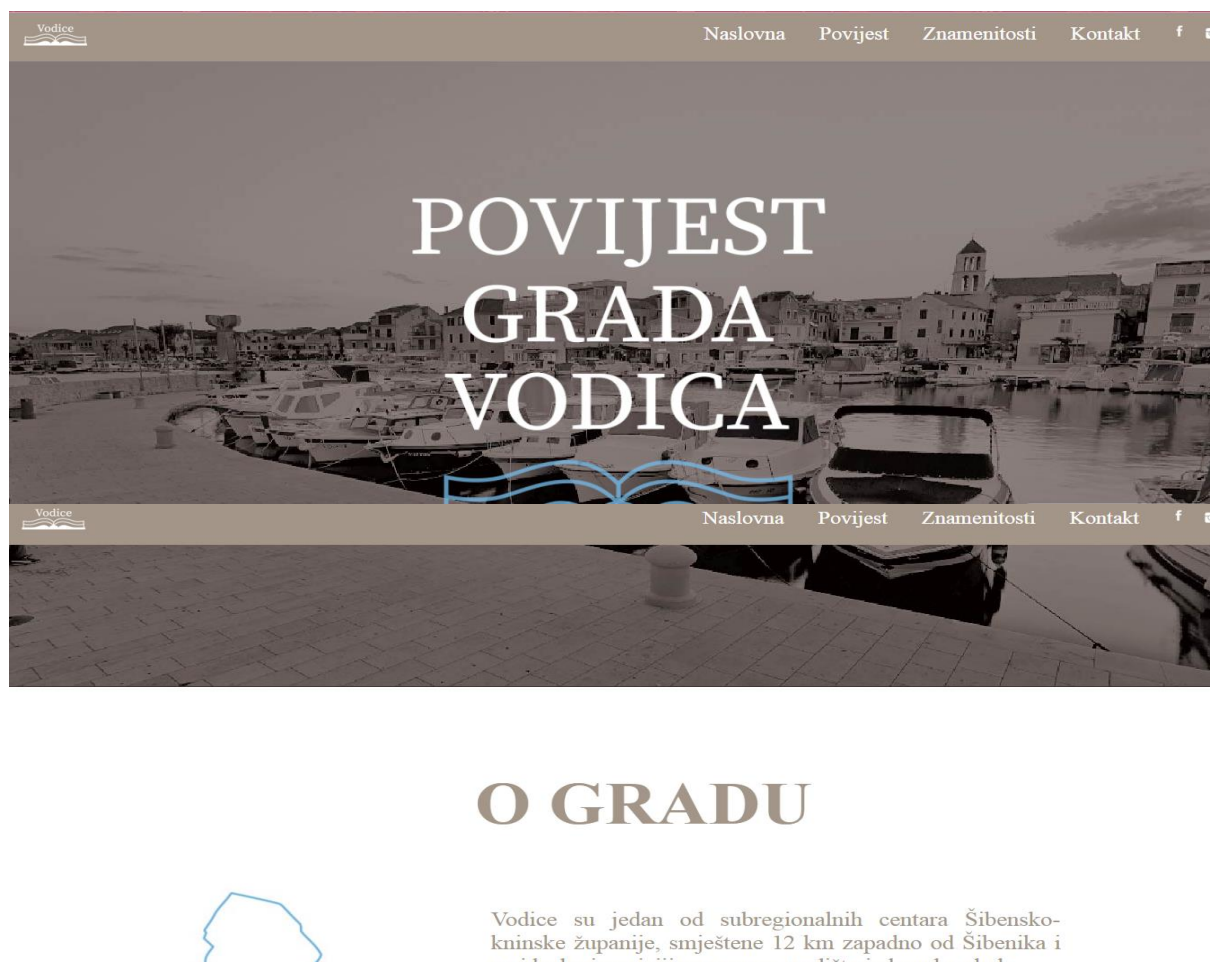 Vodice
Naslovna Povijest Znamenitosti Kontakt f
POVIJEST
GRADA
VODICA
Vodice
Naslovna Povijest Znamenitosti Kontakt f
O GRADU
Vodice su jedan od subregionalnih centara Šibensko-
kninske županije, smještene 12 km zapadno od Šibenika i